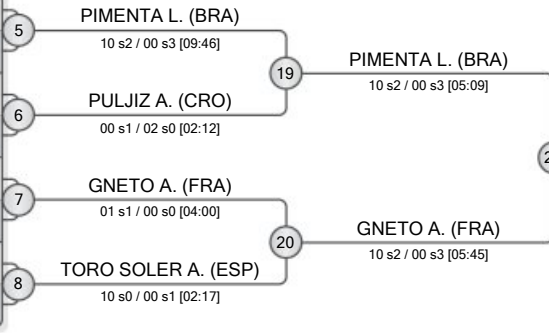 PIMENTA L. (BRA)
5
10 s2 / 00 s3 [09:46]
19
PIMENTA L. (BRA)
10 s2 / 00 s3 [05:09]
PULJIZ A. (CRO)
6
00 s1 / 02 s0 [02:12]
2
GNETO A. (FRA)
7
01 s1 / 00 s0 [04:00]
20
GNETO A. (FRA)
10 s2 / 00 s3 [05:45]
TORO SOLER A. (ESP)
8
10 s0 / 00 s1 [02:17]